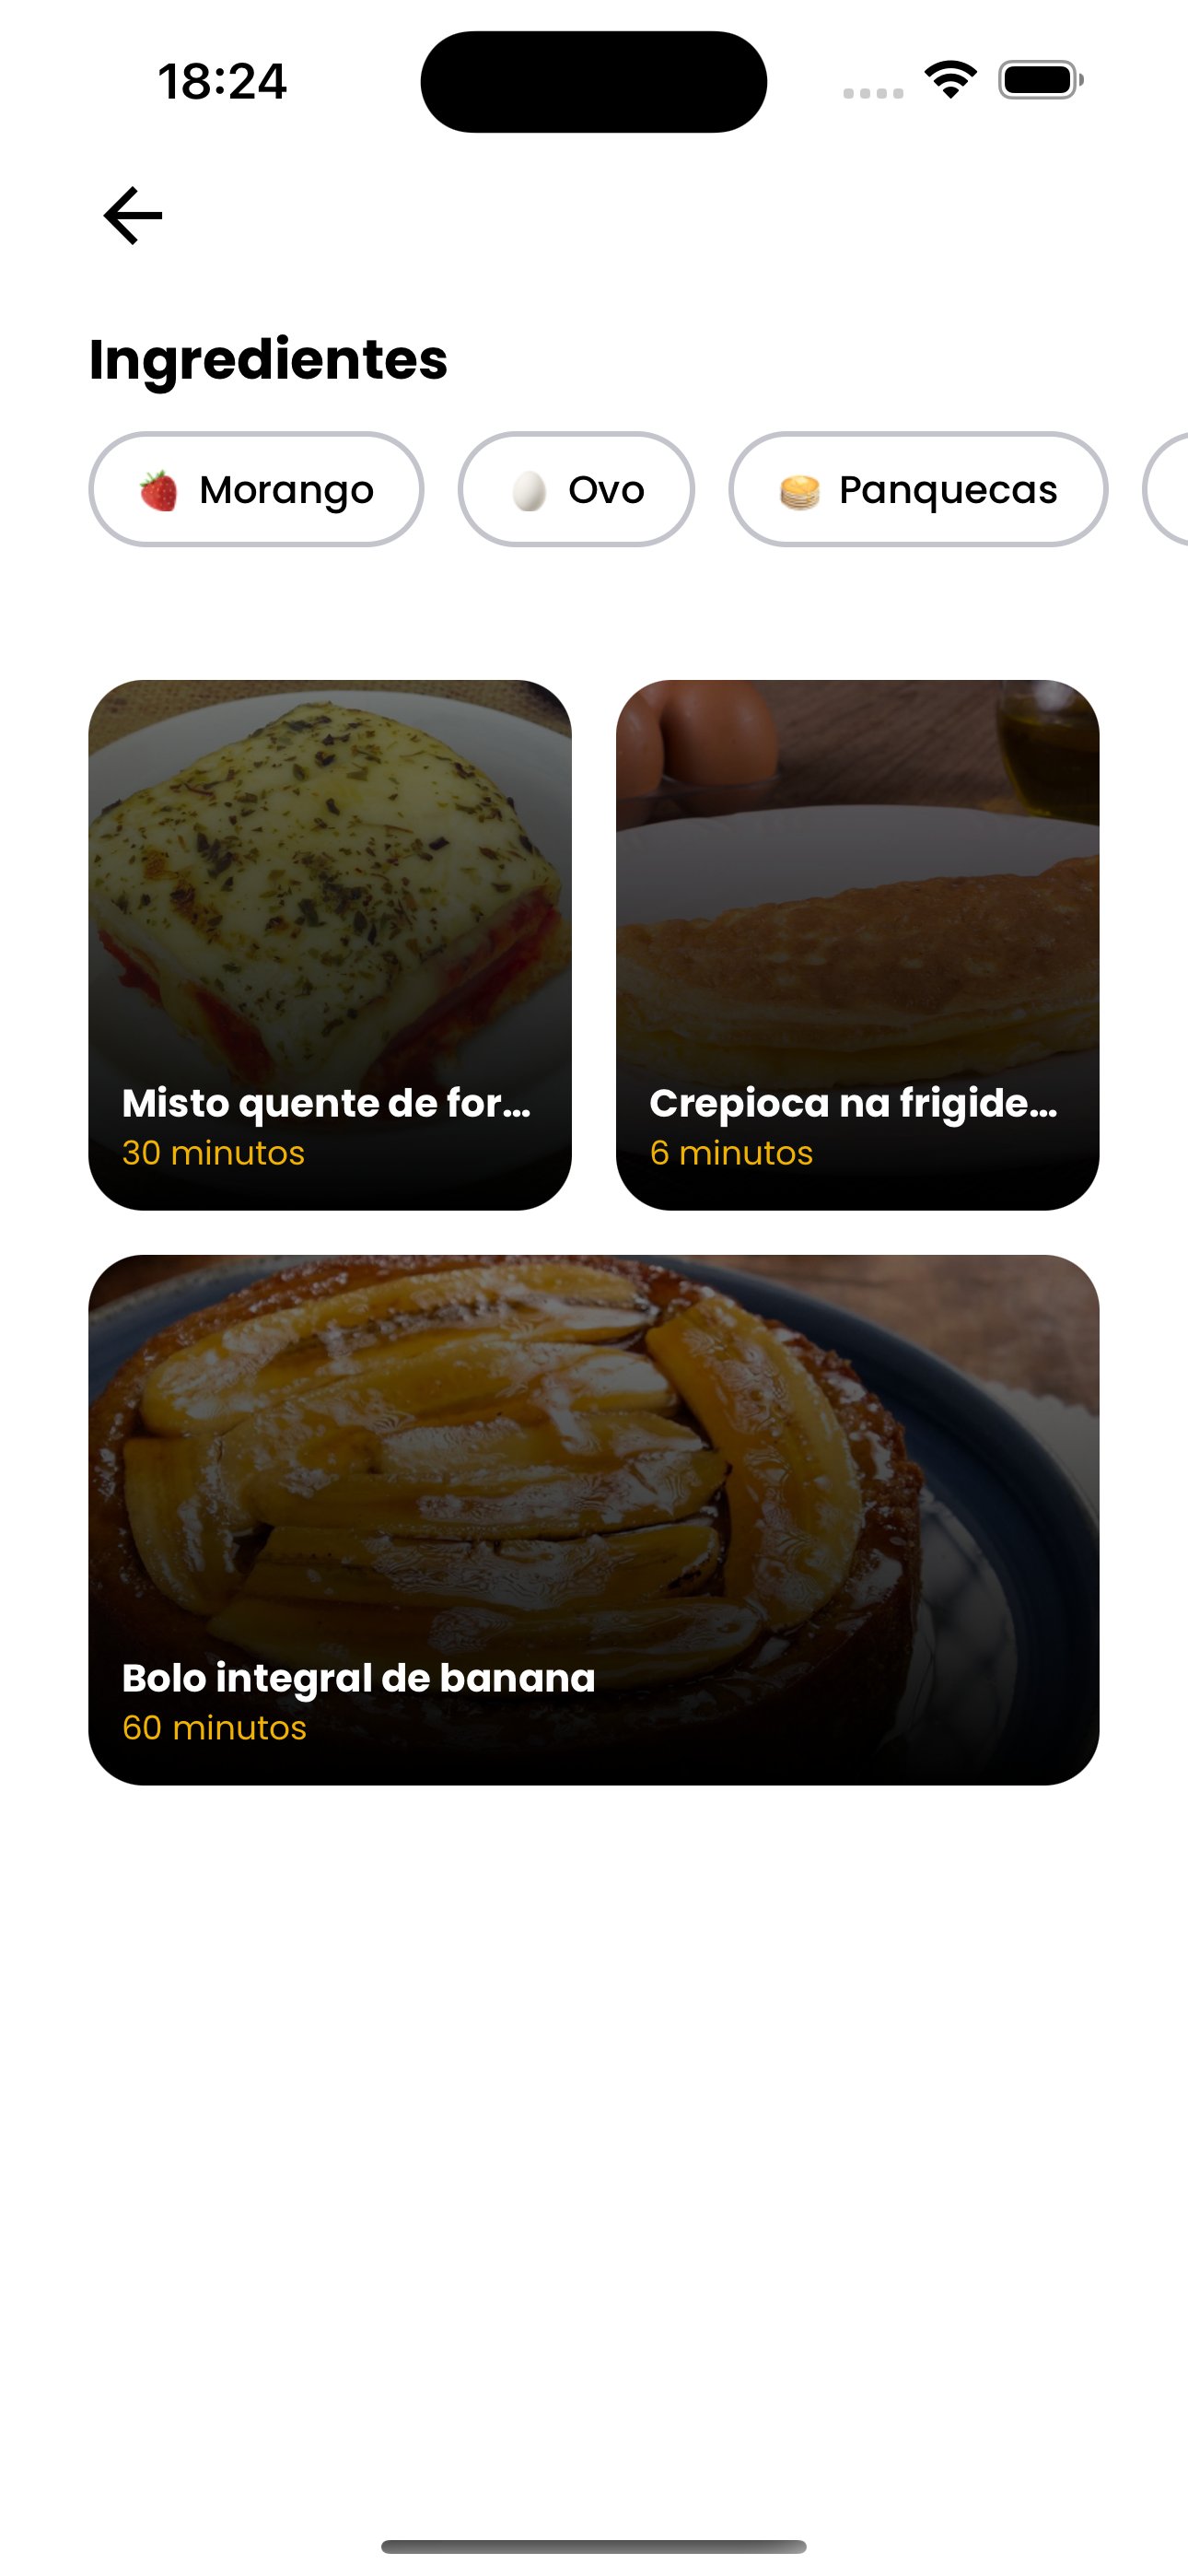 18:24
Ingredientes
Morango
Ovo
Panquecas
Misto quente de for...
30 minutos
Crepioca na frigide...
6 minutos
Bolo integral de banana
60 minutos